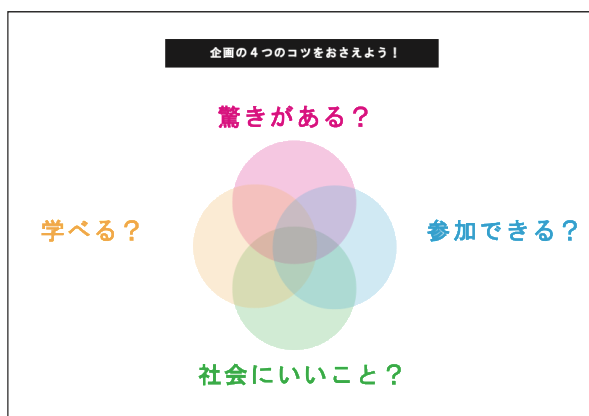 企画の４つのコツをおさえよう！
驚きがある？
学べる？
参加できる？
社会にいいこと？